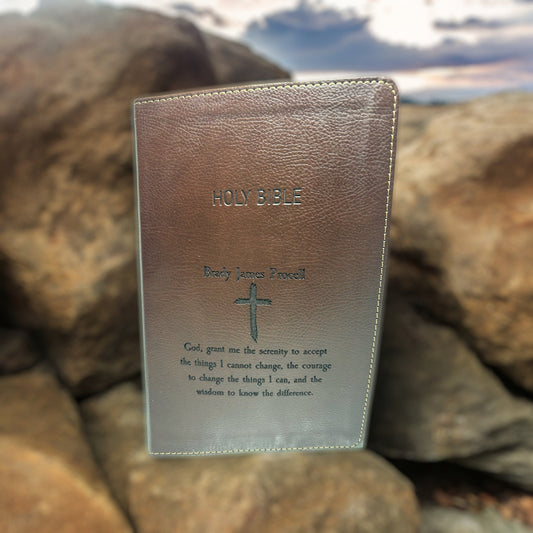 HOLY BIBLE
Brady James Procell
God, grant me the serenity to accept
the things I cannot change, the courage
to change the things I can, and the
wisdom to know the difference.